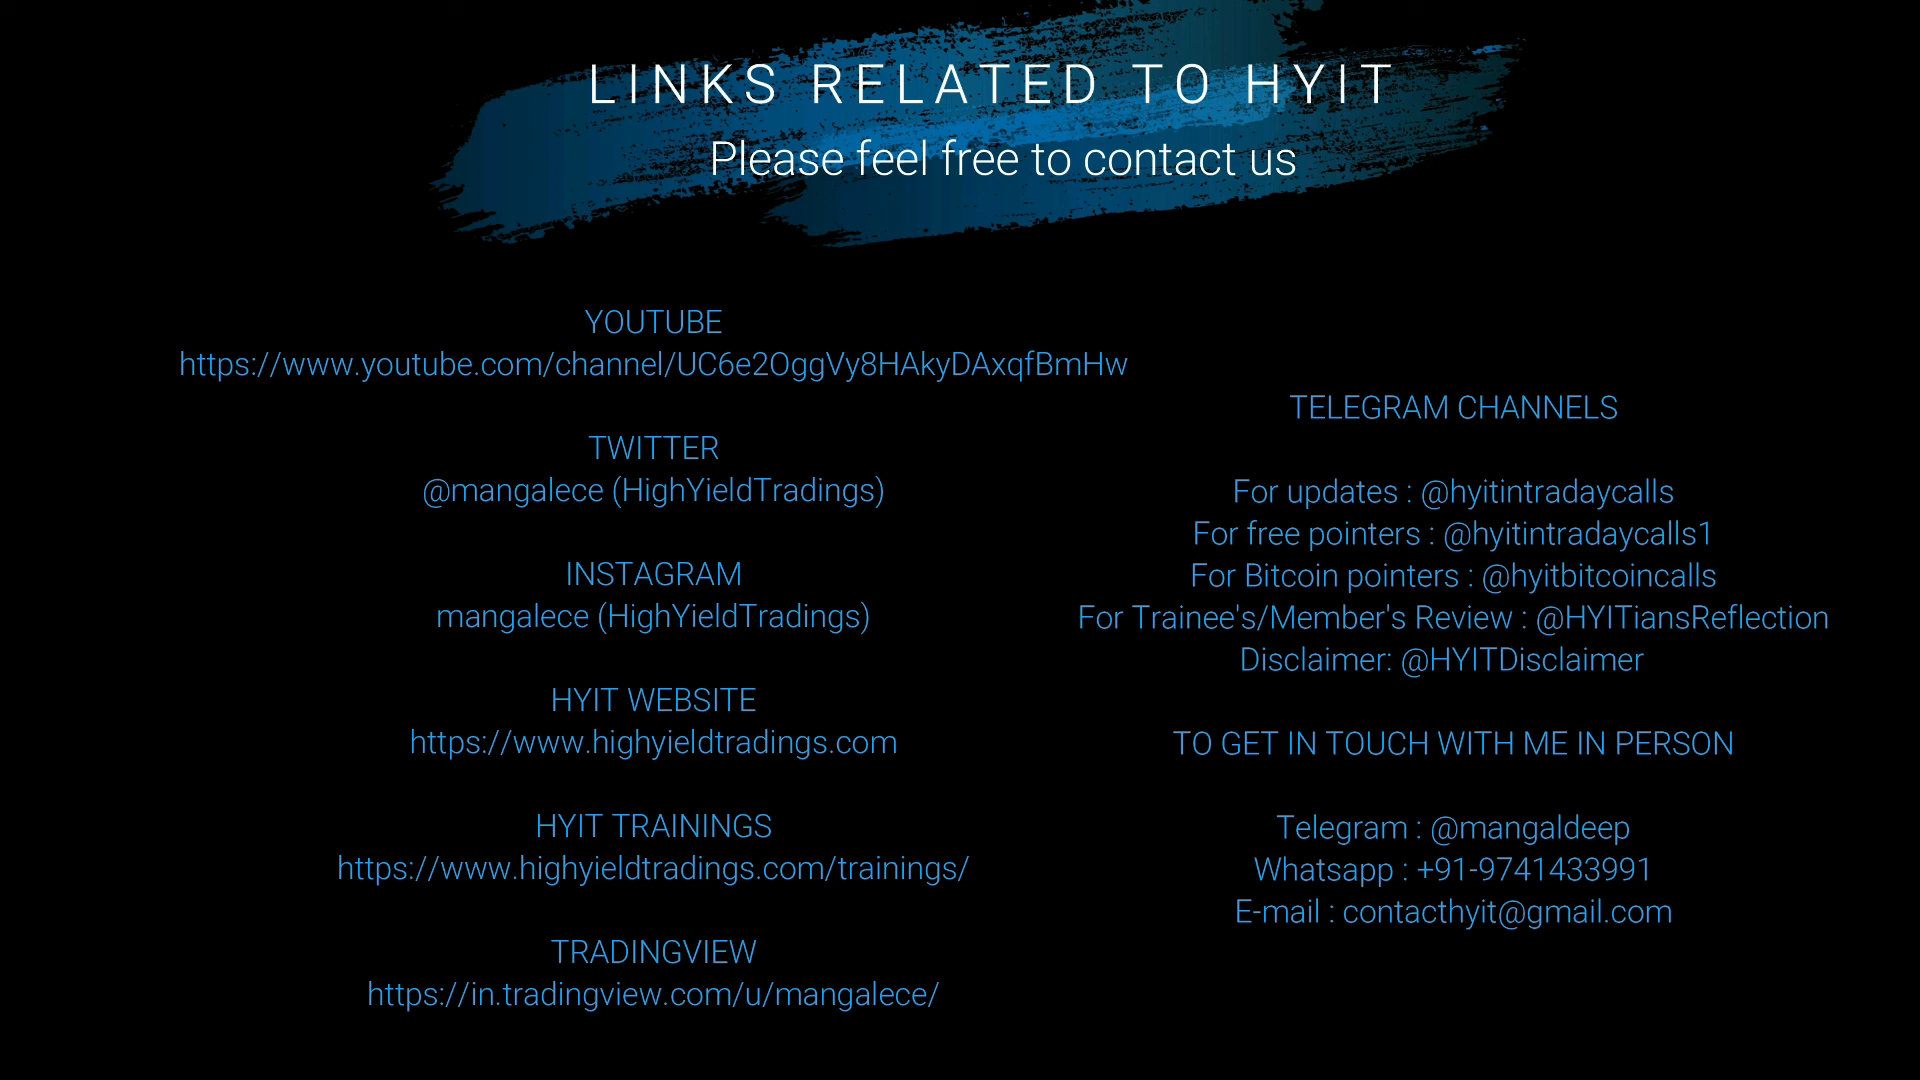 LINKS RELATED TO HYIT
Please feel free to contact us
YOUTUBE
https://www.youtube.com/channel/UC6e2OggVy8HAkyDAxqfBmHw
TWITTER
@mangalece (HighYieldTradings)
INSTAGRAM
mangalece (HighYieldTradings)
HYIT WEBSITE
https://www.highyieldtradings.com
HYIT TRAININGS
https://www.highyieldtradings.com/trainings/
TRADINGVIEW
https://in.tradingview.com/u/mangalece/
TELEGRAM CHANNELS
For updates : @hyitintradaycalls
For free pointers : @hyitintradaycalls1
For Bitcoin pointers : @hyitbitcoincalls
For Trainee's/Member's Review : @HYITiansReflection
Disclaimer: @HYITDisclaimer
TO GET IN TOUCH WITH ME IN PERSON
Telegram : @mangaldeep
Whatsapp : +91-9741433991
E-mail : contacthyit@gmail.com